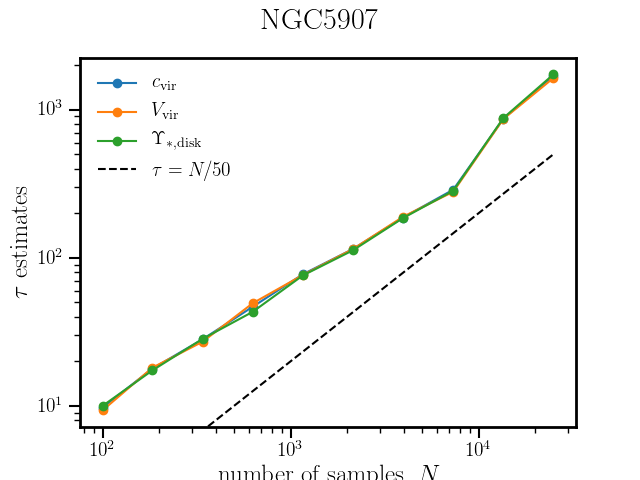 NGC5907
c_vir
V_vir
Υ_*,disk
τ = N/50
τ estimates
10^3
10^2
10^1
10^2
10^3
10^4
number of samples, N